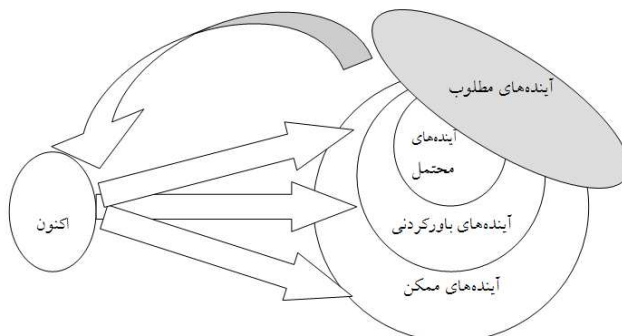 آینده‌های مطلوب
آینده‌های
محتمل
آینده‌های باورکردنی
آینده‌های ممکن
اکنون